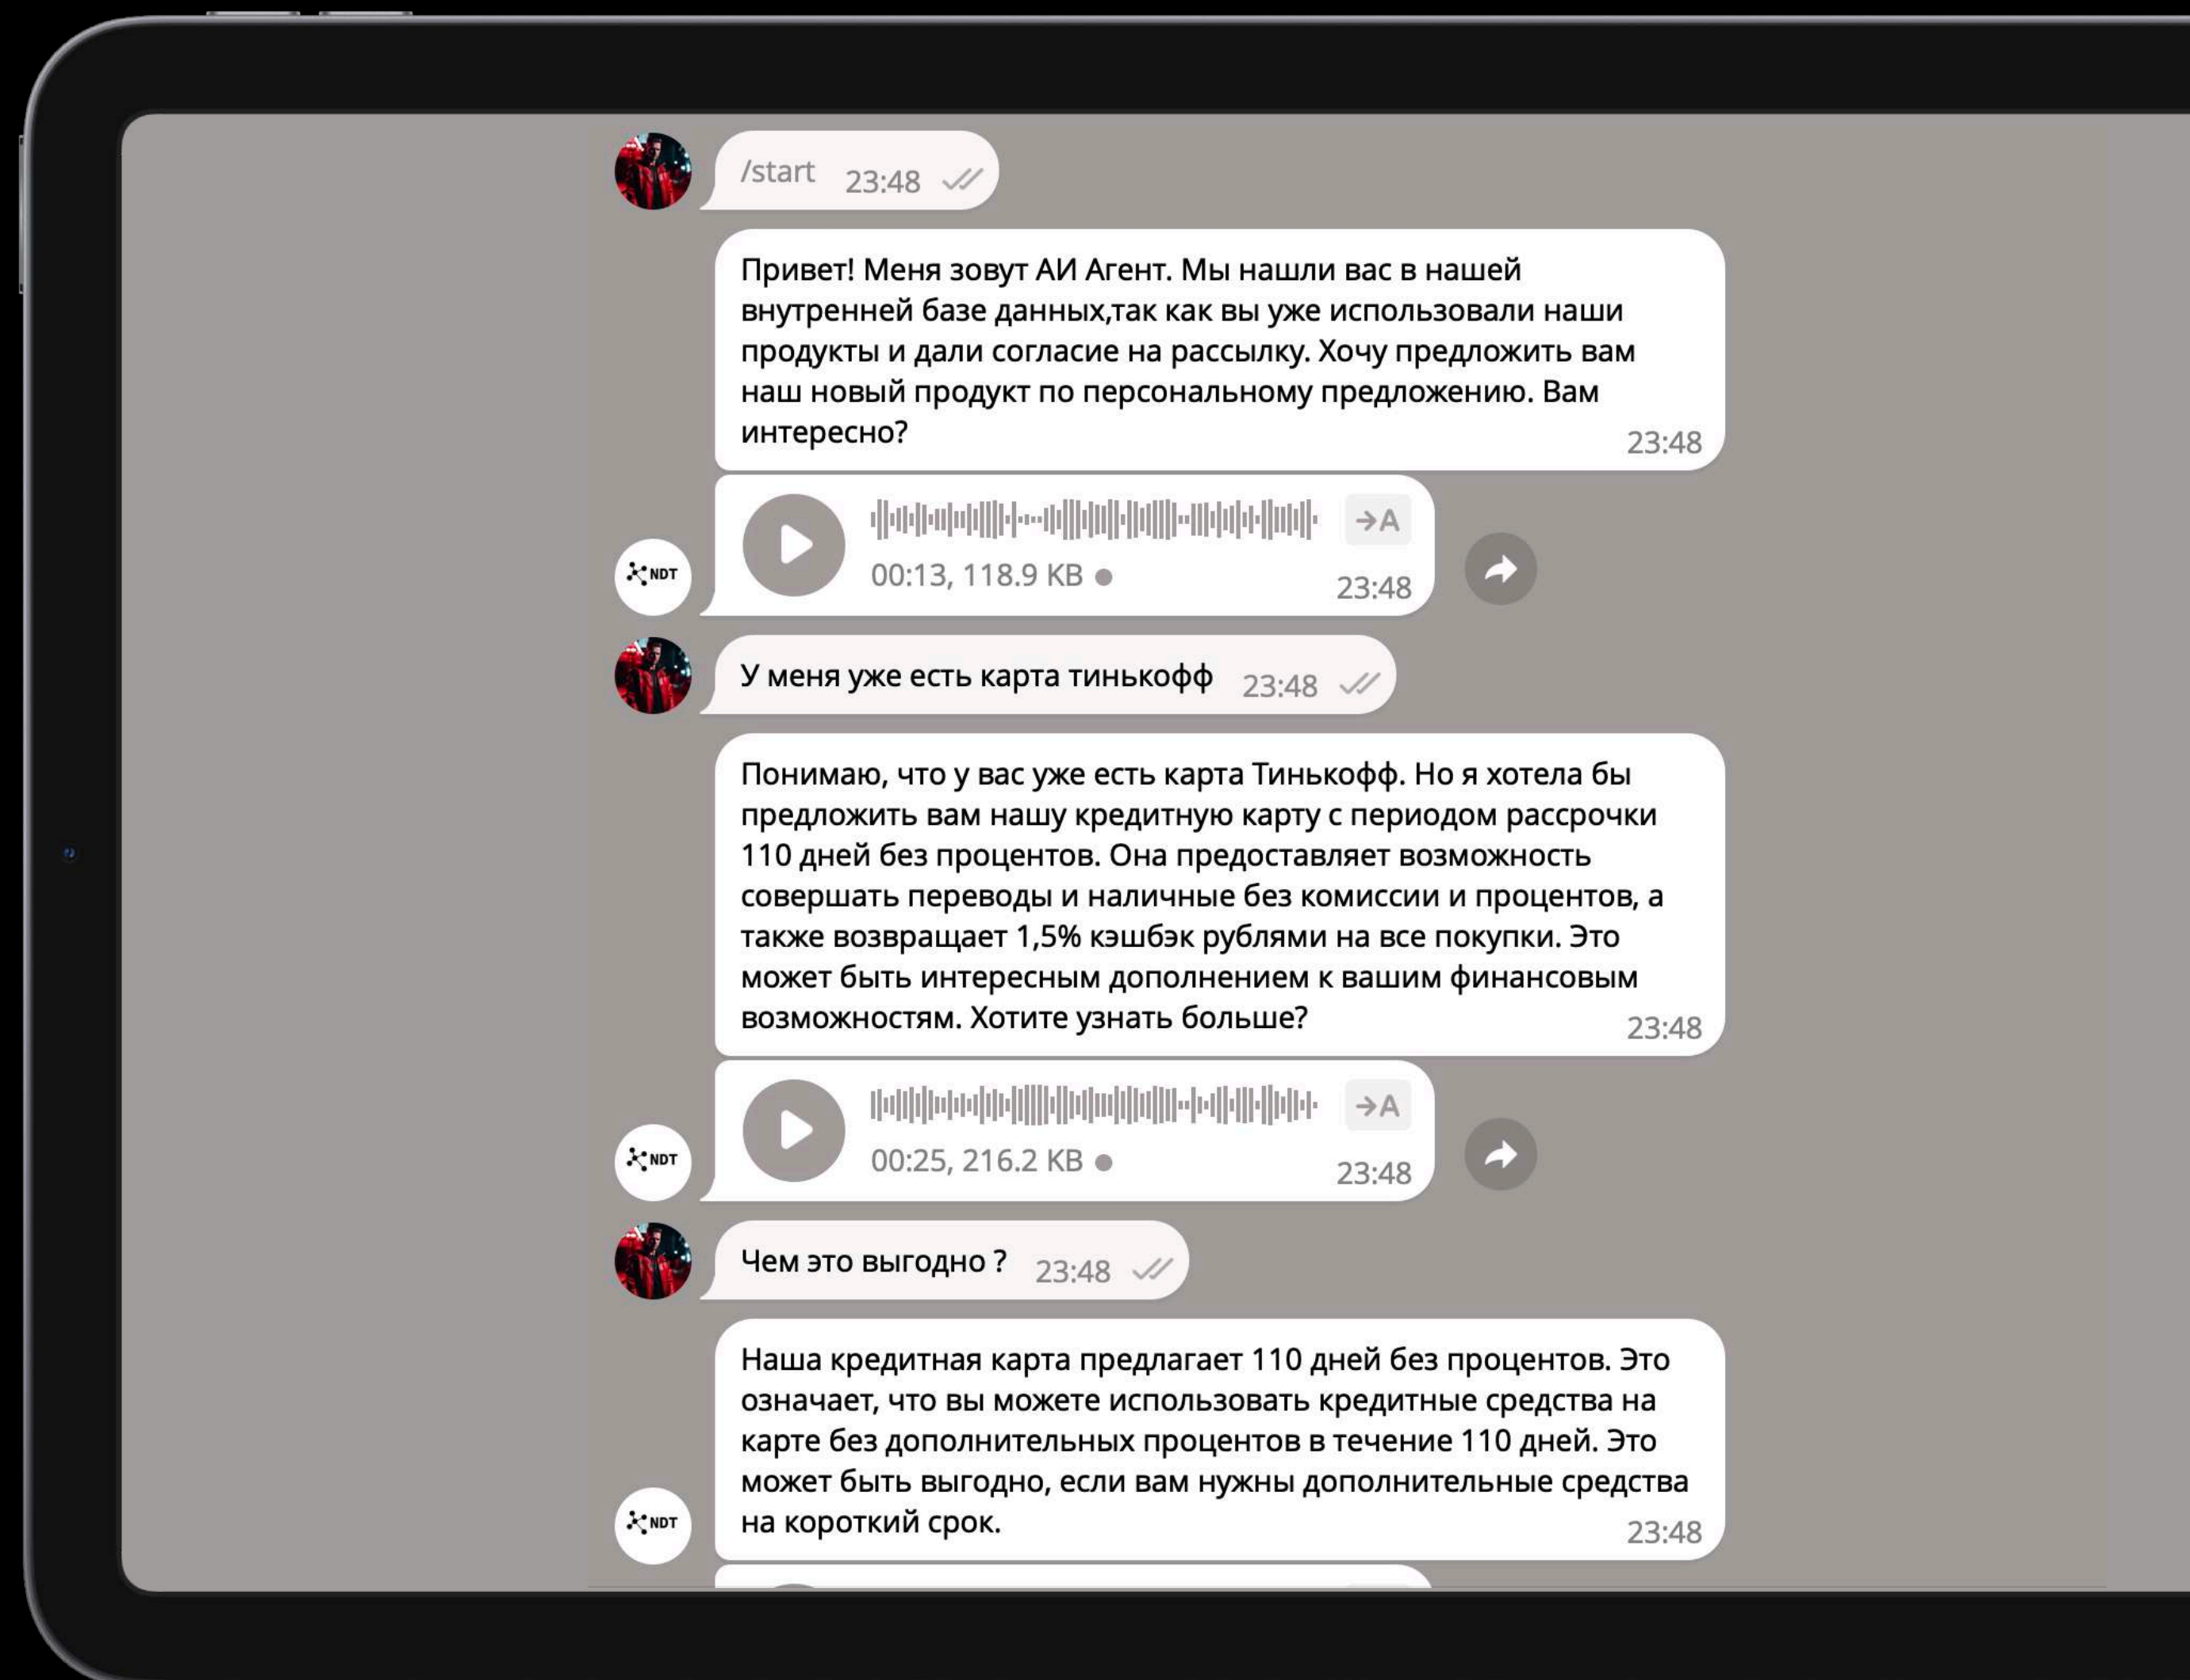 /start 23:48
Привет! Меня зовут АИ Агент. Мы нашли вас в нашей
внутренней базе данных,так как вы уже использовали наши
продукты и дали согласие на рассылку. Хочу предложить вам
наш новый продукт по персональному предложению. Вам
интересно?
23:48
→A
00:13, 118.9 KB
23:48
NDT
У меня уже есть карта тинькофф 23:48
Понимаю, что у вас уже есть карта Тинькофф. Но я хотела бы
предложить вам нашу кредитную карту с периодом рассрочки
110 дней без процентов. Она предоставляет возможность
совершать переводы и наличные без комиссии и процентов, а
также возвращает 1,5% кэшбэк рублями на все покупки. Это
может быть интересным дополнением к вашим финансовым
возможностям. Хотите узнать больше?
23:48
→A
00:25, 216.2 KB
23:48
NDT
Чем это выгодно ? 23:48
Наша кредитная карта предлагает 110 дней без процентов. Это
означает, что вы можете использовать кредитные средства на
карте без дополнительных процентов в течение 110 дней. Это
может быть выгодно, если вам нужны дополнительные средства
на короткий срок.
23:48
NDT